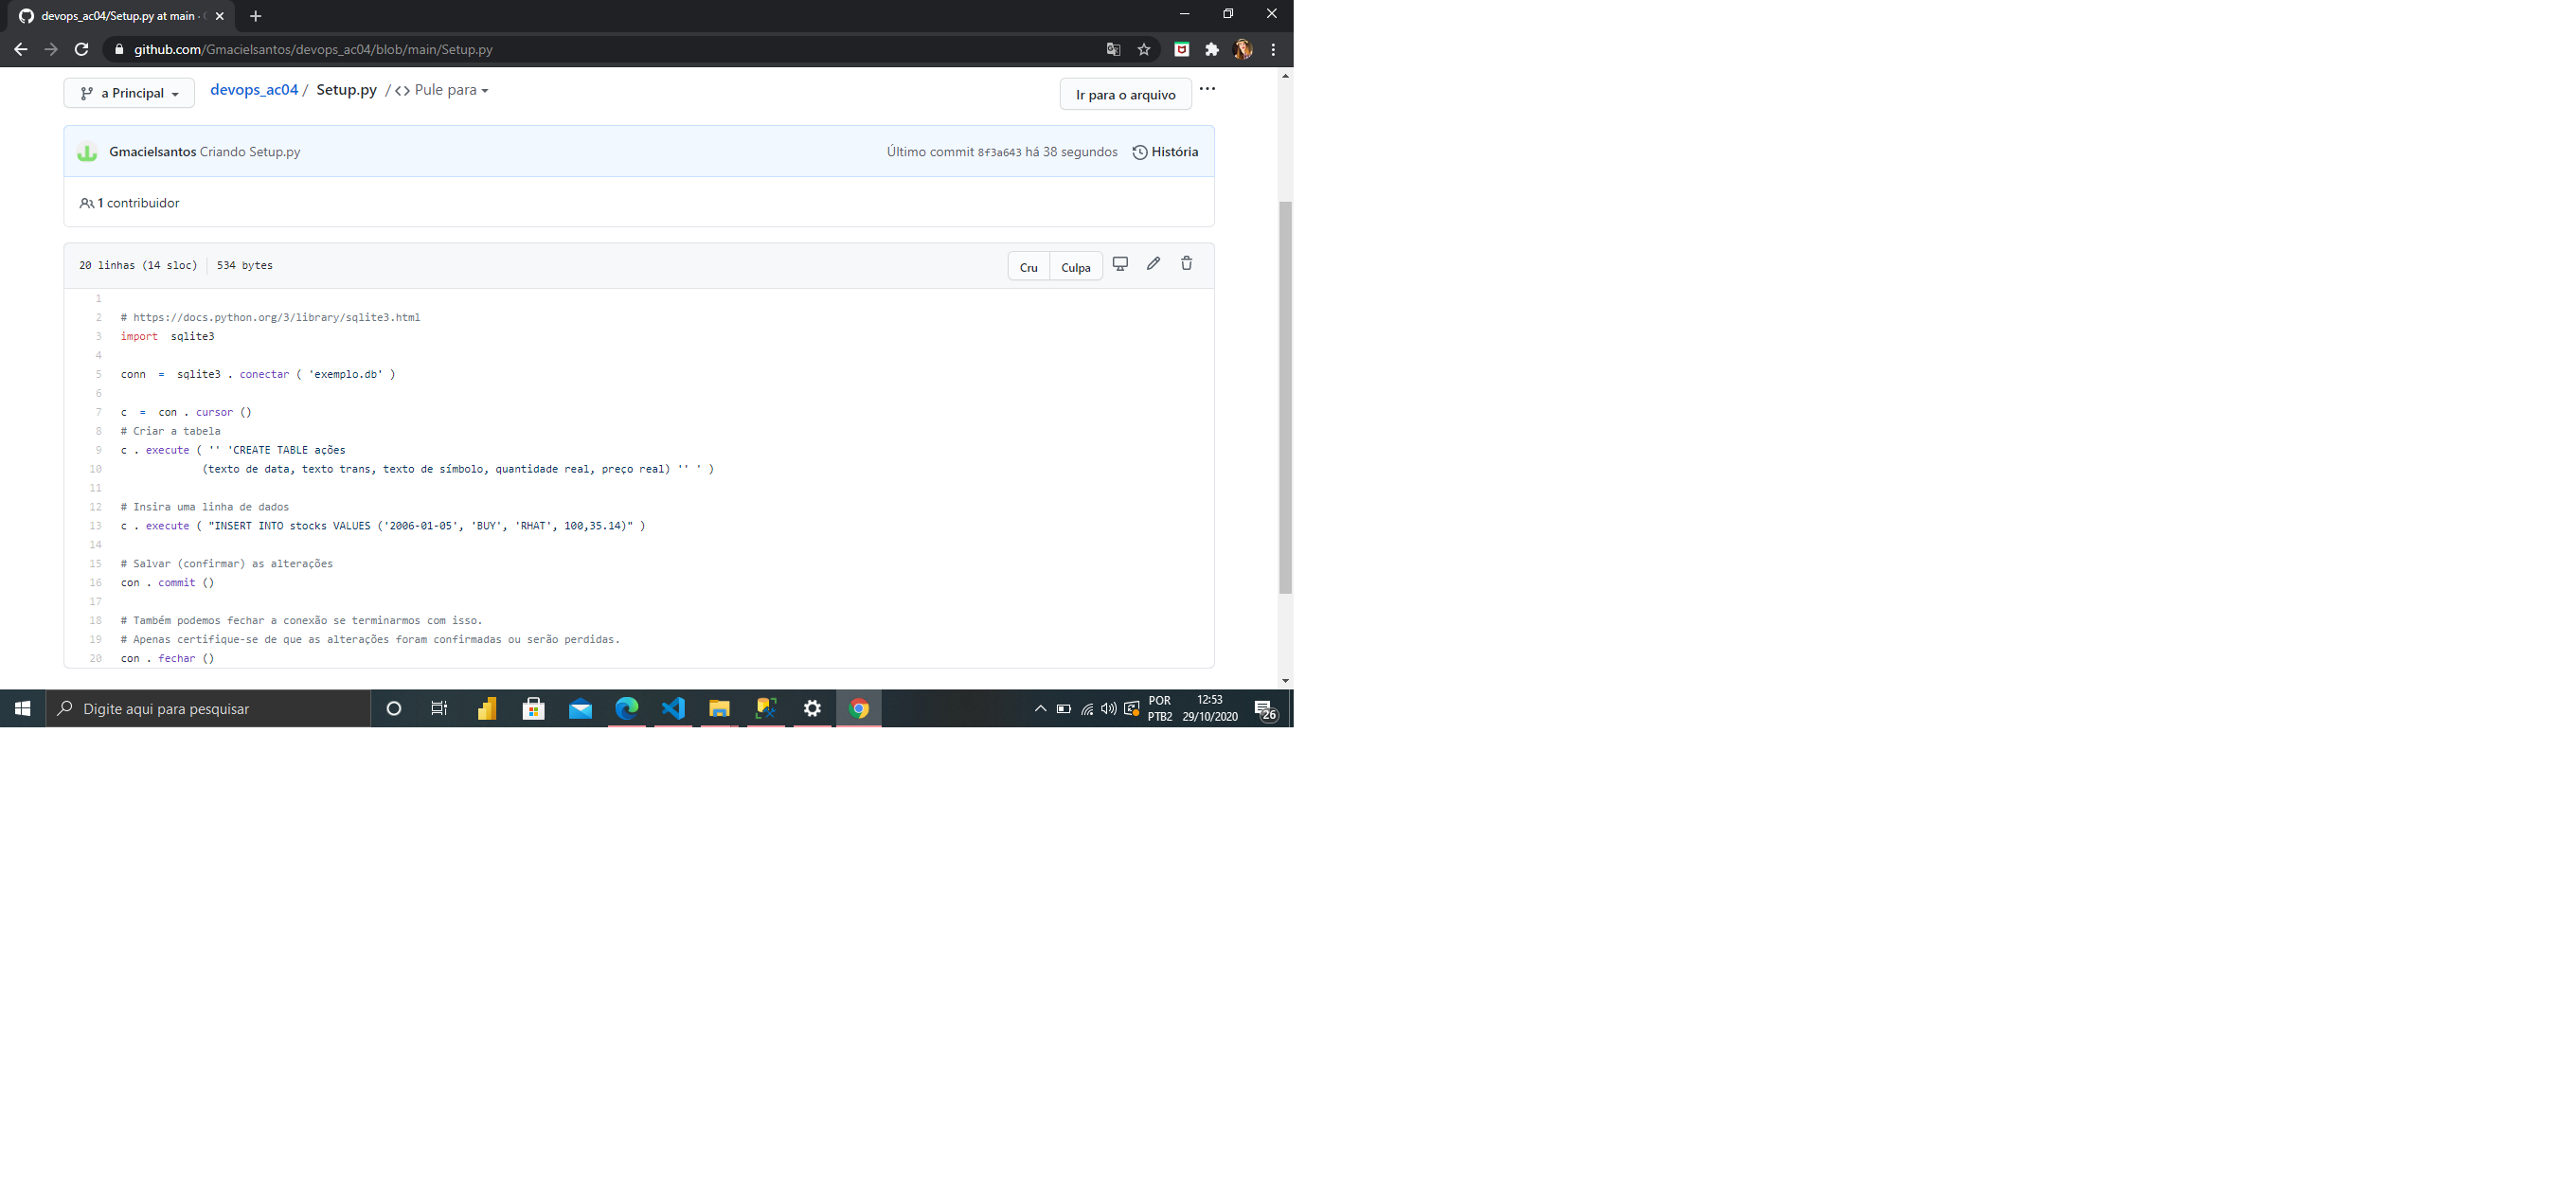 devops_ac04/Setup.py at main ·
github.com/Gmacielsantos/devops_ac04/blob/main/Setup.py
a Principal
devops_ac04 / Setup.py / <> Pule para
Ir para o arquivo
Gmacielsantos Criando Setup.py
Último commit 8f3a643 há 38 segundos
História
1 contribuidor
20 linhas (14 sloc)
534 bytes
Cru
Culpa
1
2 # https://docs.python.org/3/library/sqlite3.html
3 import sqlite3
4
5 conn = sqlite3 . conectar ( 'exemplo.db' )
6
7 c = con . cursor ()
8 # Criar a tabela
9 c . execute ( '' 'CREATE TABLE ações
10 (texto de data, texto trans, texto de símbolo, quantidade real, preço real) '' ' )
11
12 # Insira uma linha de dados
13 c . execute ( "INSERT INTO stocks VALUES ('2006-01-05', 'BUY', 'RHAT', 100,35.14)" )
14
15 # Salvar (confirmar) as alterações
16 con . commit ()
17
18 # Também podemos fechar a conexão se terminarmos com isso.
19 # Apenas certifique-se de que as alterações foram confirmadas ou serão perdidas.
20 con . fechar ()
Digite aqui para pesquisar
POR
PTB2
12:53
29/10/2020
26